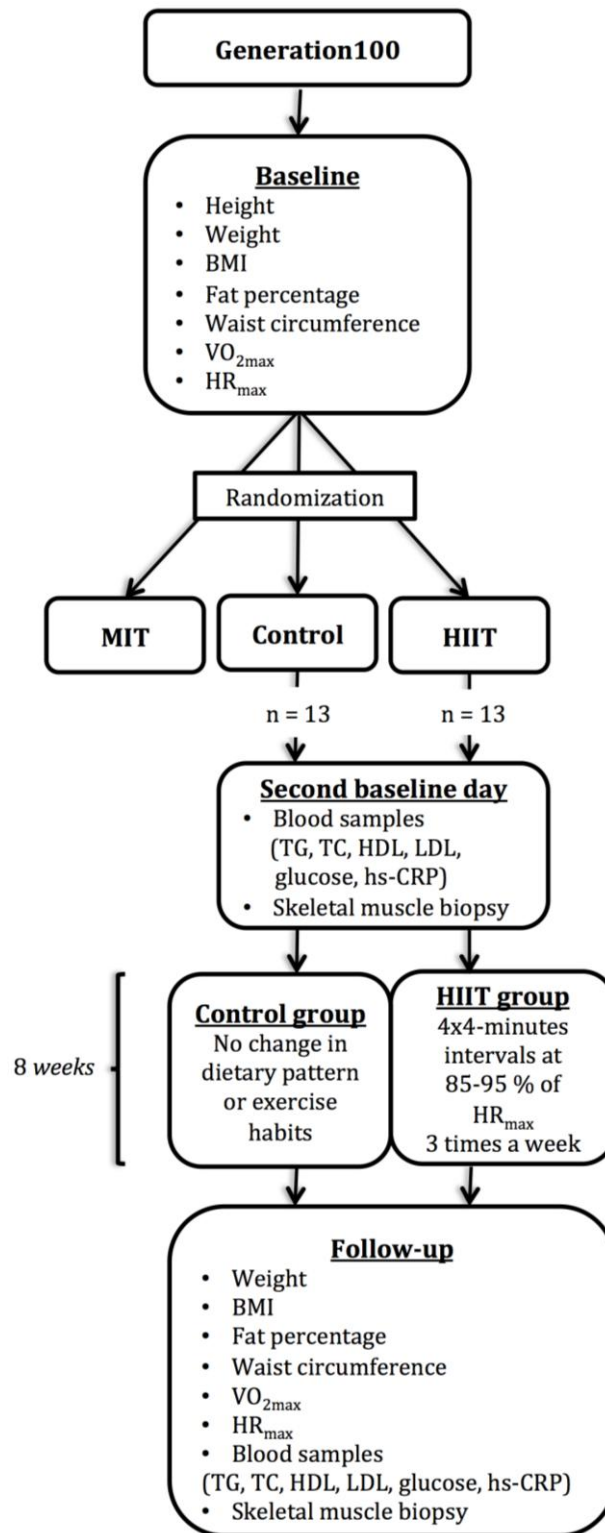 Generation100
Baseline
• Height
• Weight
• BMI
• Fat percentage
• Waist circumference
• VO₂max
• HRmax
Randomization
MIT
Control
HIIT
n = 13
n = 13
Second baseline day
• Blood samples
(TG, TC, HDL, LDL,
glucose, hs-CRP)
• Skeletal muscle biopsy
8 weeks
Control group
No change in
dietary pattern
or exercise
habits
HIIT group
4x4-minutes
intervals at
85-95 % of
HRmax
3 times a week
Follow-up
• Weight
• BMI
• Fat percentage
• Waist circumference
• VO₂max
• HRmax
• Blood samples
(TG, TC, HDL, LDL, glucose, hs-CRP)
• Skeletal muscle biopsy